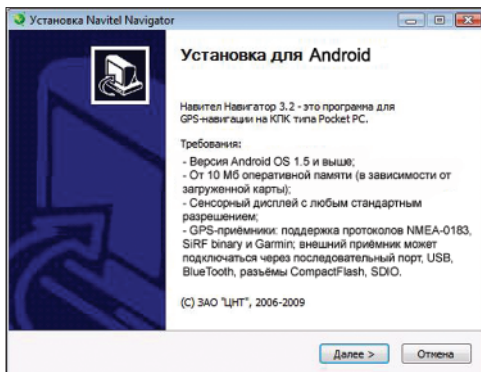 Установка Navitel Navigator
Установка для Android
Навител Навигатор 3.2 - это программа для
GPS-навигации на КПК типа Pocket PC.
Требования:
- Версия Android OS 1.5 и выше;
- От 10 Мб оперативной памяти (в зависимости от
загруженной карты);
- Сенсорный дисплей с любым стандартным
разрешением;
- GPS-приёмники: поддержка протоколов NMEA-0183,
SiRF binary и Garmin; внешний приёмник может
подключаться через последовательный порт, USB,
BlueTooth, разъёмы CompactFlash, SDIO.
(C) ЗАО "ЦНТ", 2006-2009
Далее >
Отмена